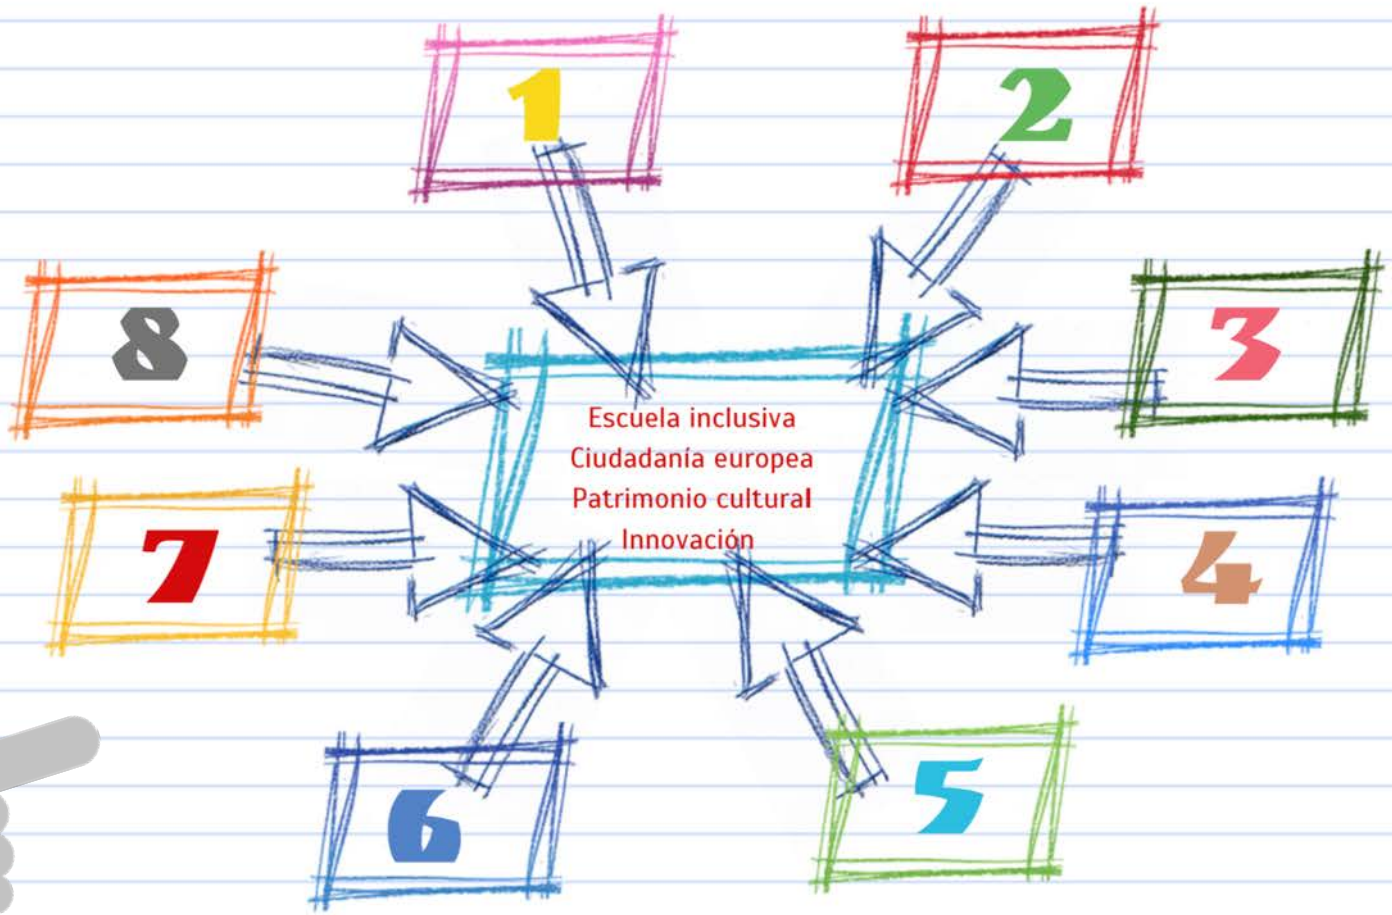 1
2
8
3
Escuela inclusiva
Ciudadanía europea
Patrimonio cultural
Innovación
7
4
6
5